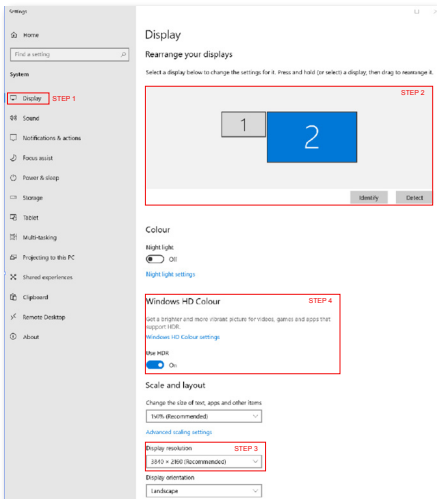 Settings
Home
Find a setting
System
Display
STEP 1
Sound
Notifications & actions
Focus assist
Power & sleep
Storage
Tablet
Multi-tasking
Projecting to this PC
Shared experiences
Clipboard
Remote Desktop
About
Display
Rearrange your displays
Select a display below to change the settings for it. Press and hold (or select) a display, then drag to rearrange it.
STEP 2
1
2
Identify
Detect
Colour
Night light
Off
Night light settings
Windows HD Colour
STEP 4
Get a brighter and more vibrant picture for videos, games and apps that
support HDR.
Windows HD Colour settings
Use HDR
On
Scale and layout
Change the size of text, apps and other items
150% (Recommended)
Advanced scaling settings
Display resolution
STEP 3
3840 × 2160 (Recommended)
Display orientation
Landscape